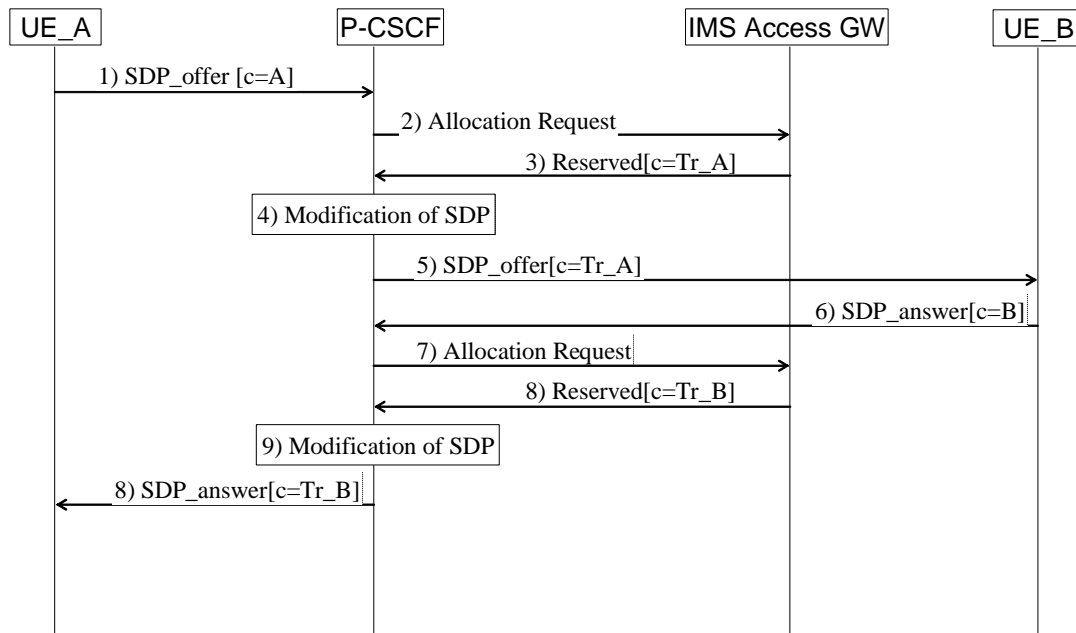 UE_A
P-CSCF
IMS Access GW
UE_B
1) SDP_offer [c=A]
2) Allocation Request
3) Reserved[c=Tr_A]
4) Modification of SDP
5) SDP_offer[c=Tr_A]
6) SDP_answer[c=B]
7) Allocation Request
8) Reserved[c=Tr_B]
9) Modification of SDP
8) SDP_answer[c=Tr_B]